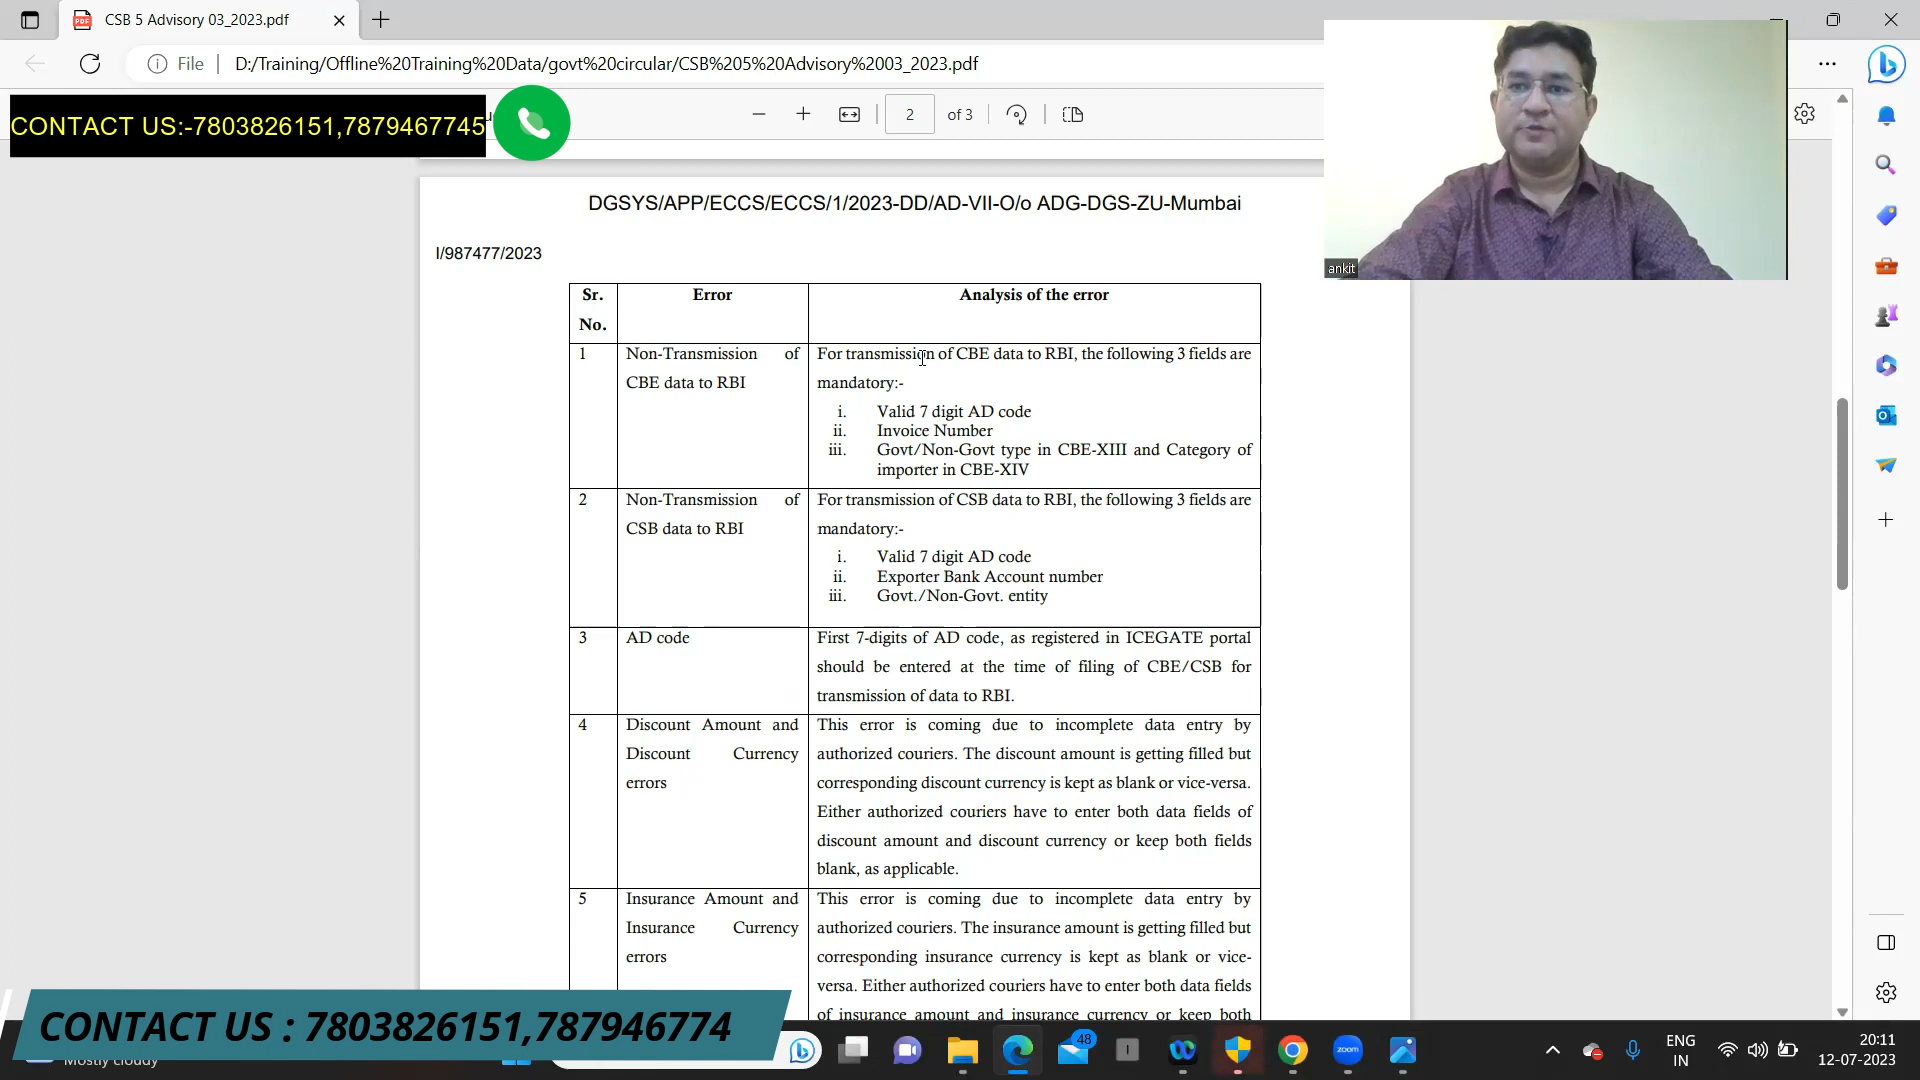 CSB 5 Advisory 03_2023.pdf
File
D:/Training/Offline%20Training%20Data/govt%20circular/CSB%205%20Advisory%2003_2023.pdf
CONTACT US:-7803826151,7879467745
2 of 3
ankit
DGSYS/APP/ECCS/ECCS/1/2023-DD/AD-VII-O/o ADG-DGS-ZU-Mumbai
I/987477/2023
Sr. No.
Error
Analysis of the error
1
Non-Transmission of
CBE data to RBI
For transmission of CBE data to RBI, the following 3 fields are
mandatory:-
i. Valid 7 digit AD code
ii. Invoice Number
iii. Govt/Non-Govt type in CBE-XIII and Category of
importer in CBE-XIV
2
Non-Transmission of
CSB data to RBI
For transmission of CSB data to RBI, the following 3 fields are
mandatory:-
i. Valid 7 digit AD code
ii. Exporter Bank Account number
iii. Govt./Non-Govt. entity
3
AD code
First 7-digits of AD code, as registered in ICEGATE portal
should be entered at the time of filing of CBE/CSB for
transmission of data to RBI.
4
Discount Amount and
Discount Currency
errors
This error is coming due to incomplete data entry by
authorized couriers. The discount amount is getting filled but
corresponding discount currency is kept as blank or vice-versa.
Either authorized couriers have to enter both data fields of
discount amount and discount currency or keep both fields
blank, as applicable.
5
Insurance Amount and
Insurance Currency
errors
This error is coming due to incomplete data entry by
authorized couriers. The insurance amount is getting filled but
corresponding insurance currency is kept as blank or vice-
versa. Either authorized couriers have to enter both data fields
of insurance amount and insurance currency or keep both
CONTACT US : 7803826151,787946774
Mostly cloudy
48
zoom
ENG
IN
20:11
12-07-2023